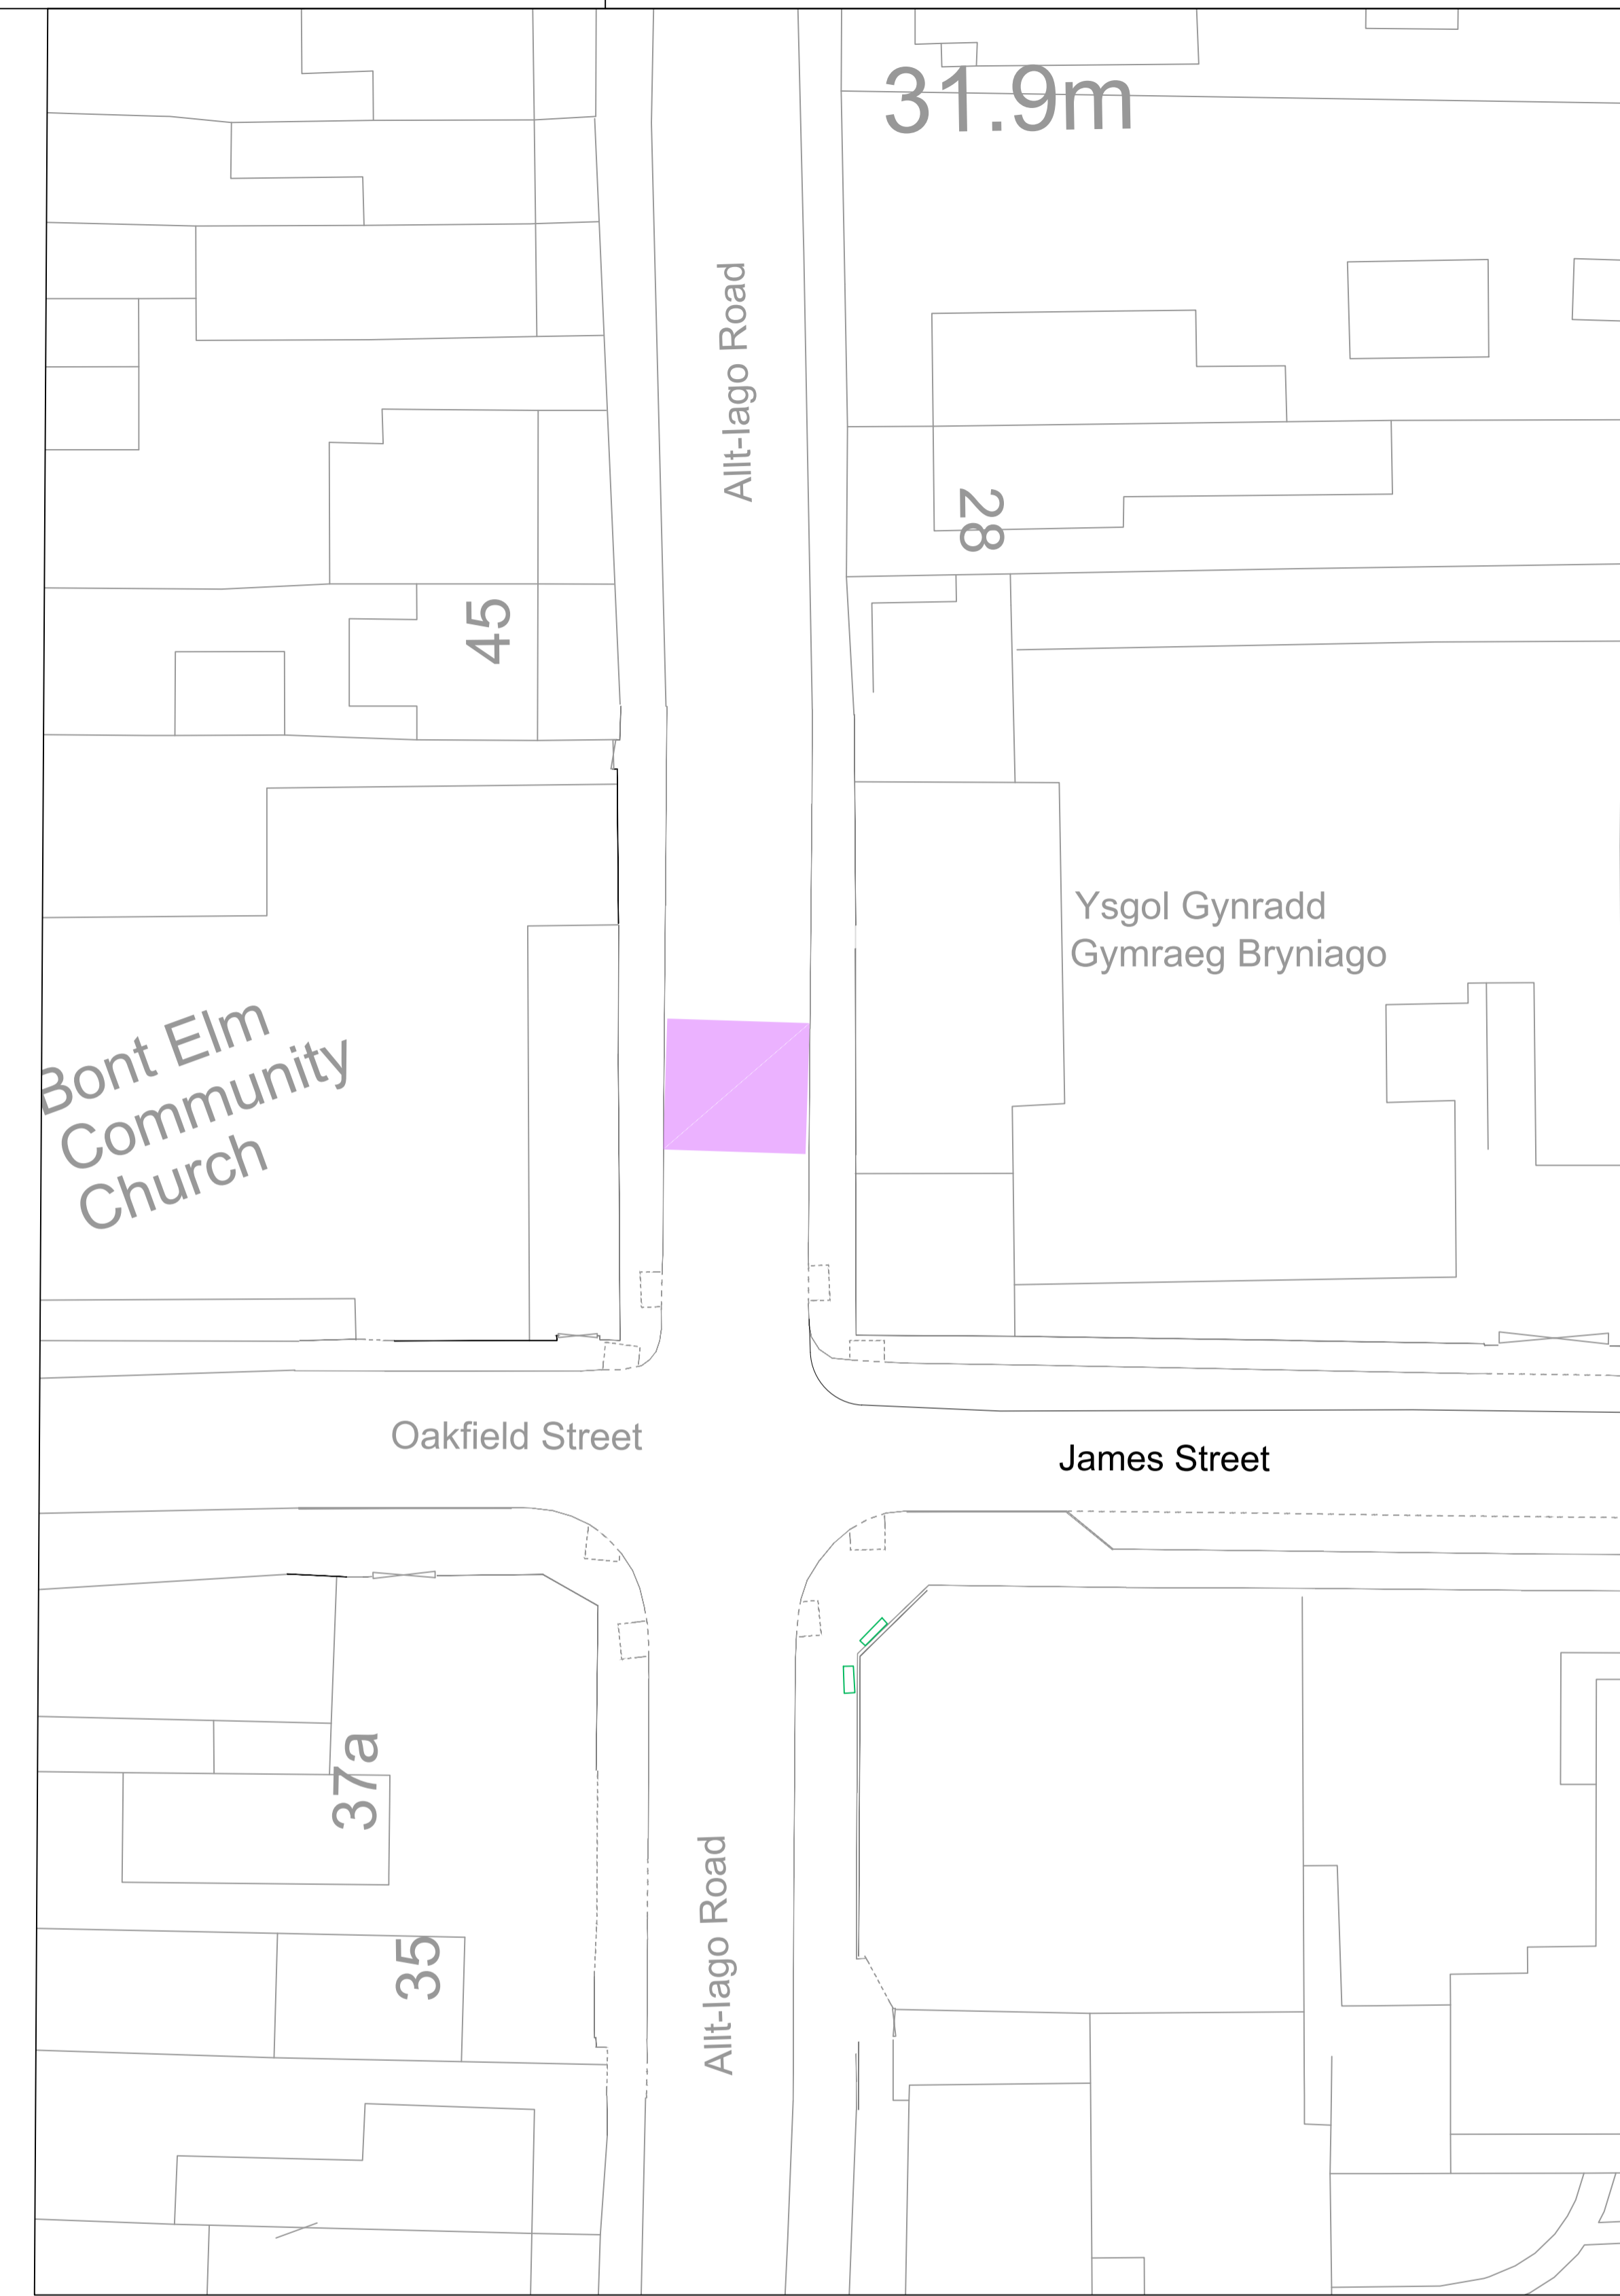 31.9m
Allt-Iago Road
28
45
Ysgol Gynradd
Gymraeg Bryniago
Bont Elm
Community
Church
Oakfield Street
James Street
37a
35
Allt-Iago Road